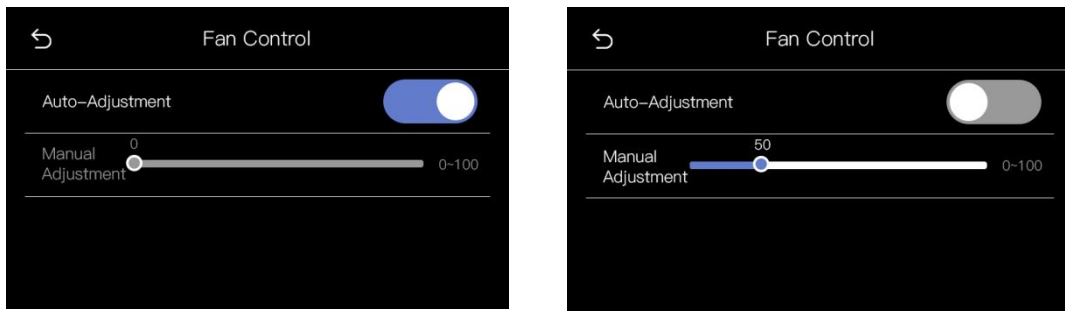 Fan Control
Auto-Adjustment
0
Manual
Adjustment
0~100
Fan Control
Auto-Adjustment
50
Manual
Adjustment
0~100